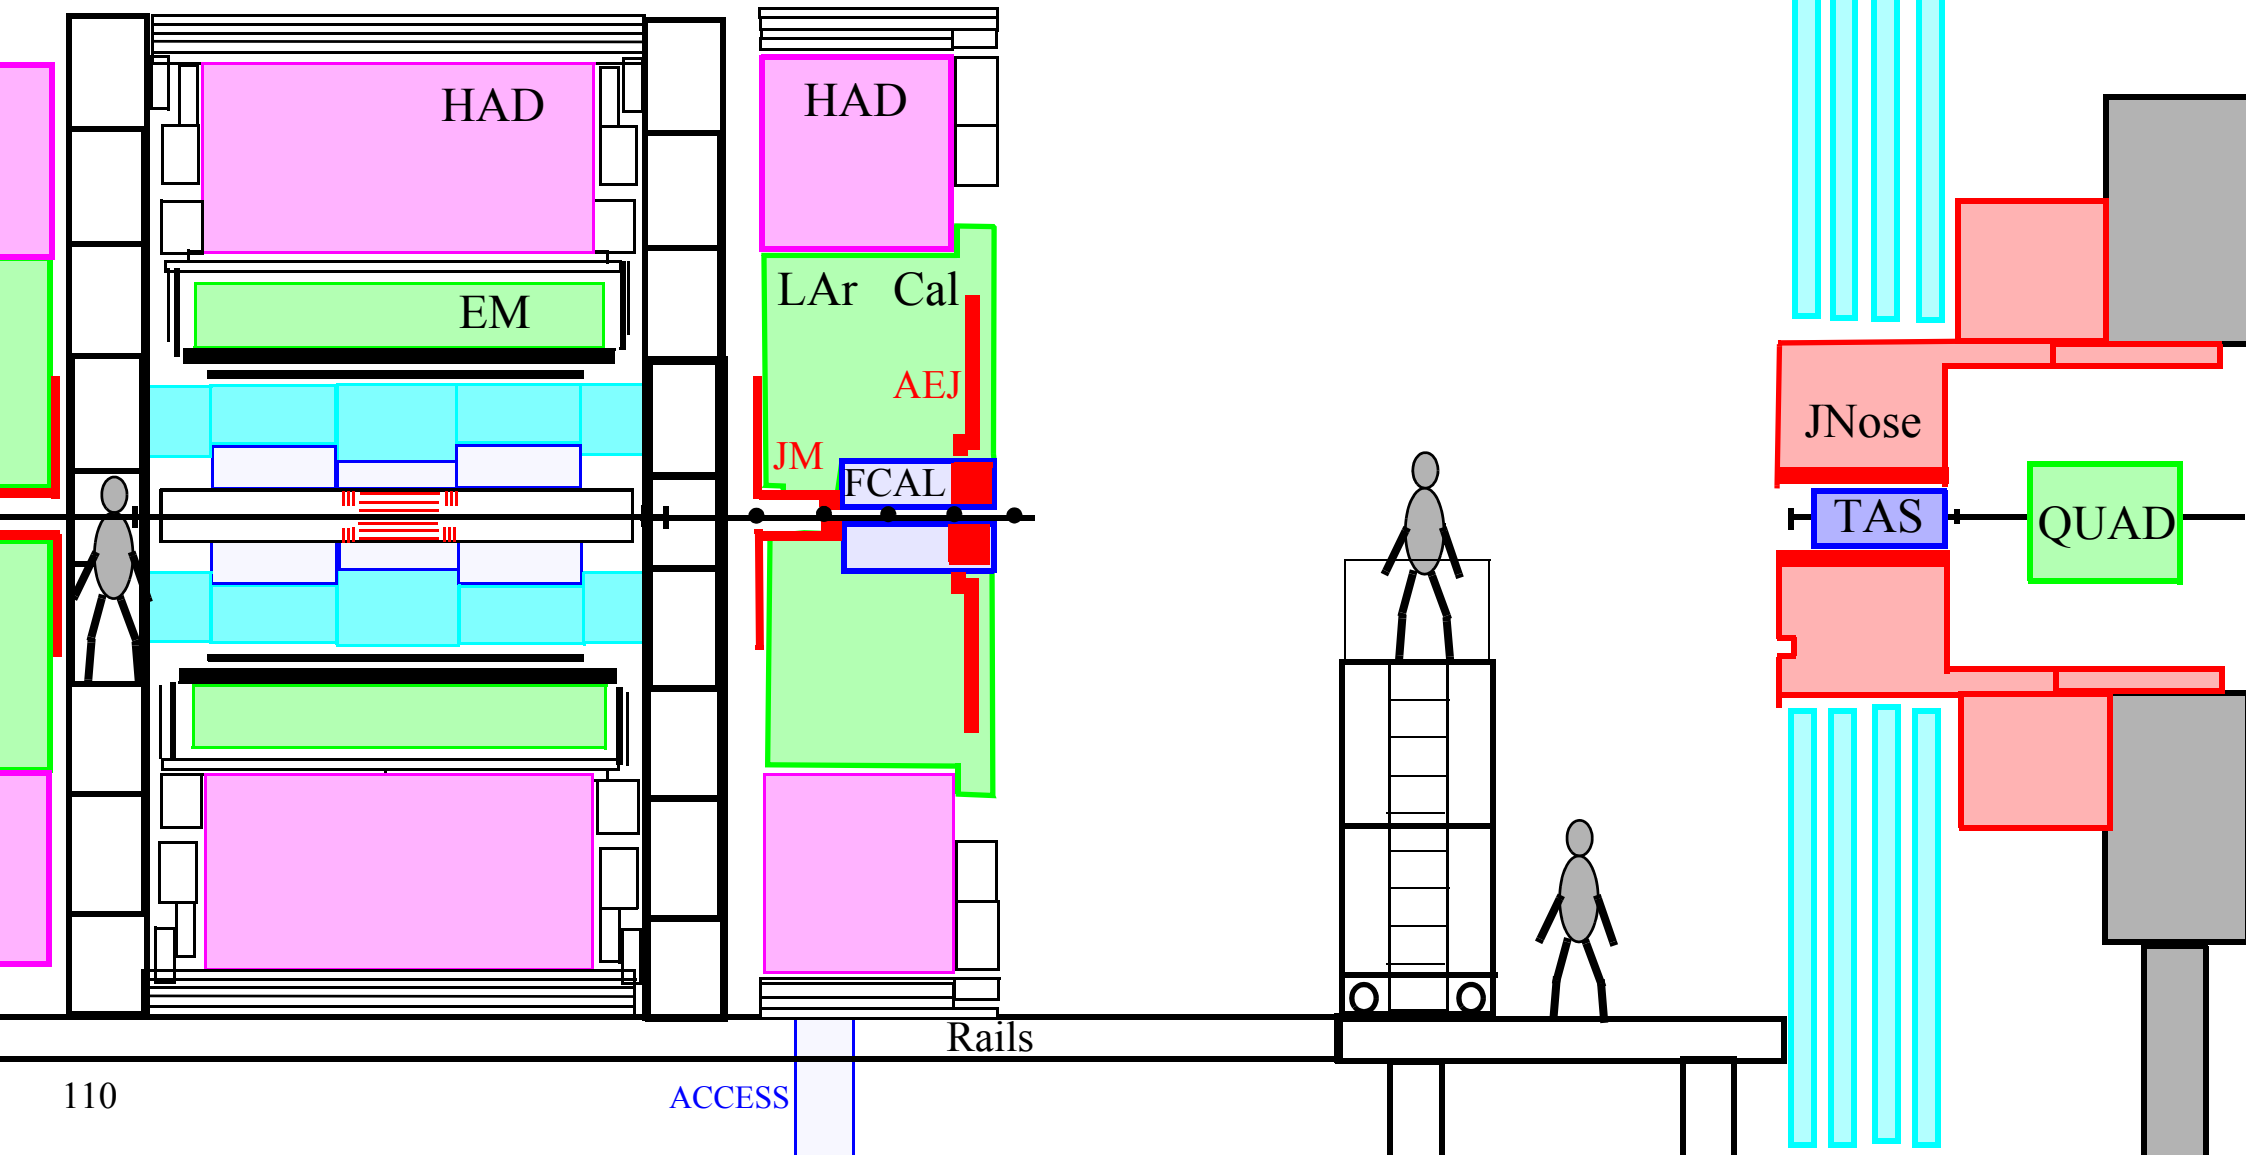 HAD
HAD
LAr Cal
EM
AEJ
JNose
JM
FCAL
TAS
QUAD
Rails
110
ACCESS